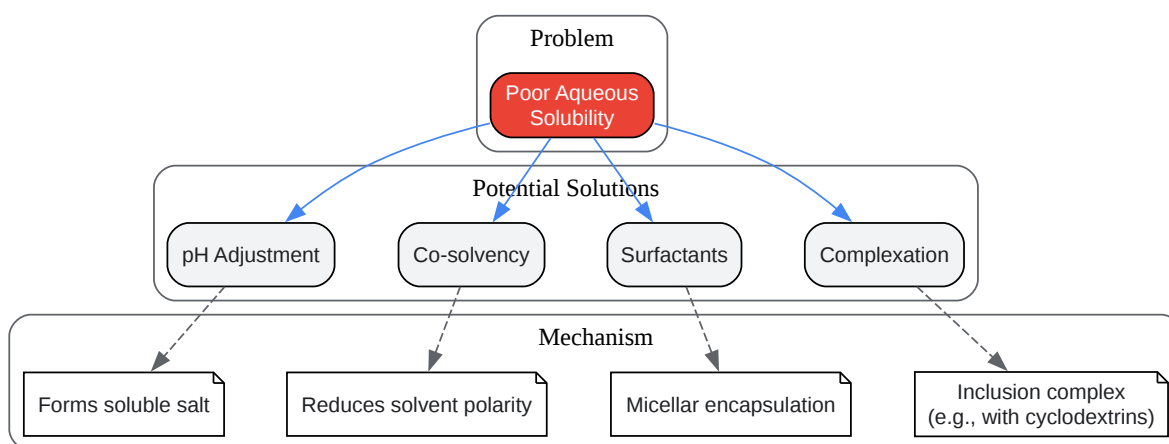 Problem
Poor Aqueous
Solubility
Potential Solutions
pH Adjustment
Co-solvency
Surfactants
Complexation
Mechanism
Forms soluble salt
Reduces solvent polarity
Micellar encapsulation
Inclusion complex
(e.g., with cyclodextrins)